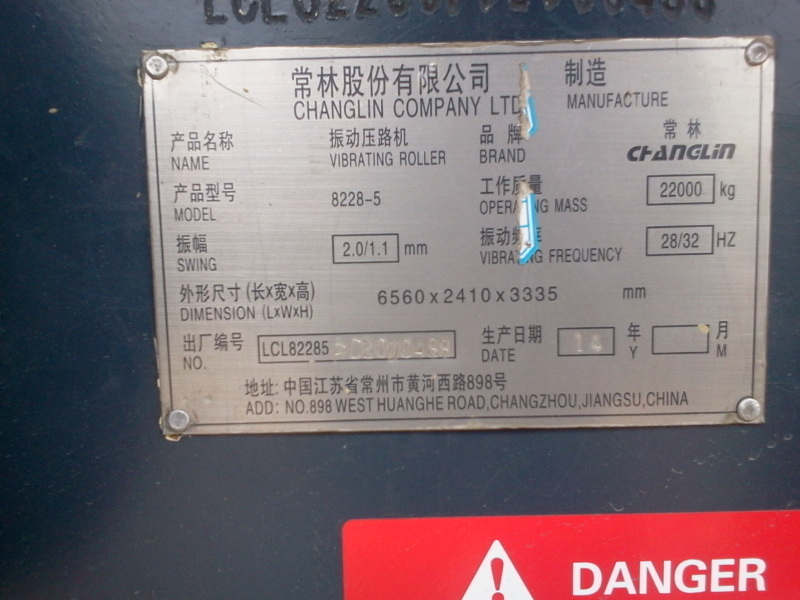 常林股份有限公司 制造
CHANGLIN COMPANY LTD MANUFACTURE
产品名称 振动压路机 品牌 常林
NAME VIBRATING ROLLER BRAND CHANGLIN
产品型号 8228-5 工作质量 22000 kg
MODEL OPERATING MASS
振幅 2.0/1.1 mm 振动频率 28/32 HZ
SWING VIBRATING FREQUENCY
外形尺寸 (长x宽x高) 6560x2410x3335 mm
DIMENSION (LxWxH)
出厂编号 LCL82285 生产日期 14 年 月
NO. DATE Y M
地址: 中国江苏省常州市黄河西路898号
ADD: NO.898 WEST HUANGHE ROAD,CHANGZHOU,JIANGSU,CHINA
DANGER